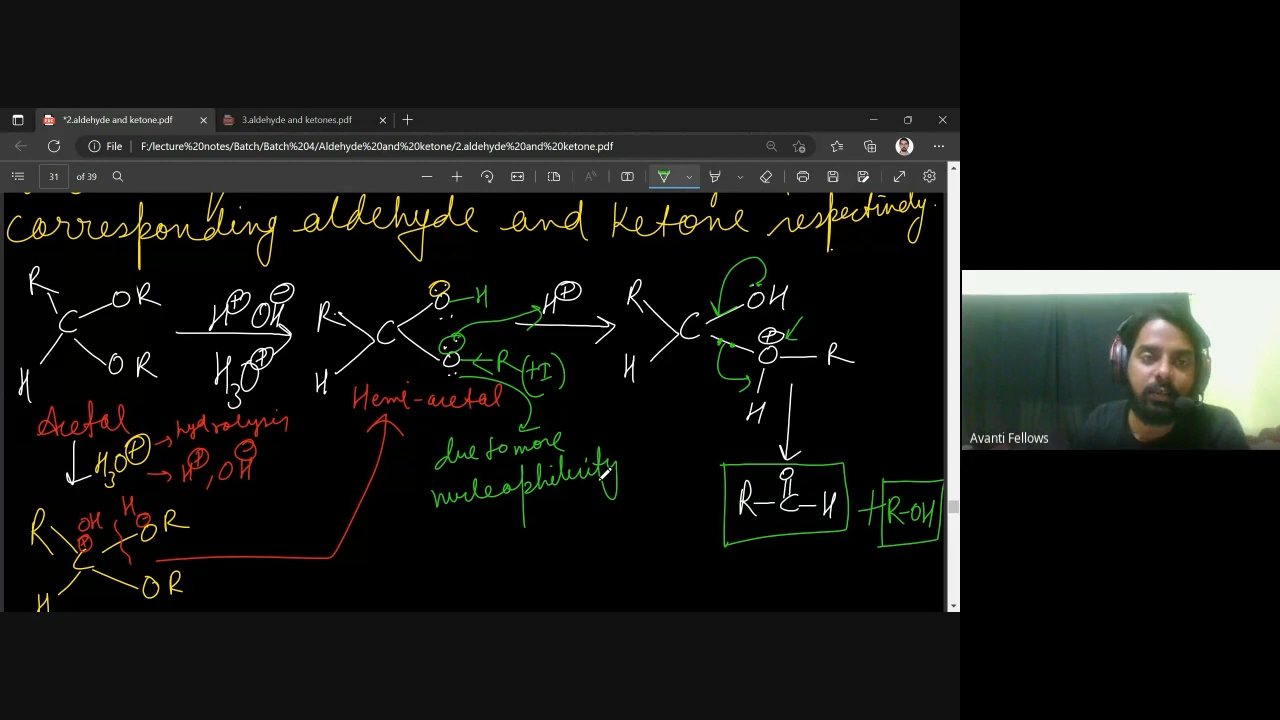 *2.aldehyde and ketone.pdf
3.aldehyde and ketones.pdf
File F:/lecture%20notes/Batch/Batch%204/Aldehyde%20and%20ketone/2.aldehyde%20and%20ketone.pdf
31 of 39
corresponding aldehyde and Ketone respectively.
R OR C H OR
H⊕ OH⊖
H3O⊕
R C H O-H O R (+I)
H⊕
R C H OH O⊕ R H
Acetal
Hemi-acetal
H3O⊕ → hydrolysis
→ H⊕, OH⊖
due to more
nucleophilicity
R-C-H O
+ R-OH
R OH ⊕ C H ⊖ OR
H OR
Avanti Fellows